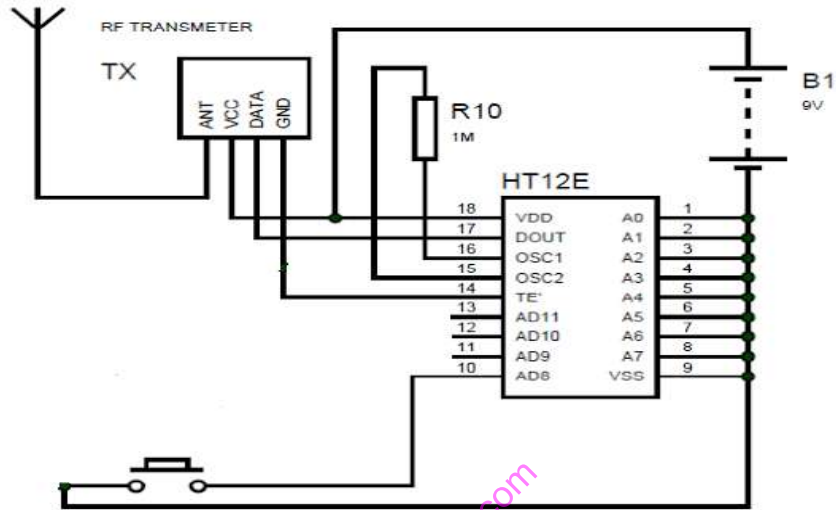 RF TRANSMETER
TX
ANT
VCC
DATA
GND
R10
1M
B1
9V
HT12E
18 VDD A0 1
17 DOUT A1 2
16 OSC1 A2 3
15 OSC2 A3 4
14 TE' A4 5
13 AD11 A5 6
12 AD10 A6 7
11 AD9 A7 8
10 AD8 VSS 9
com